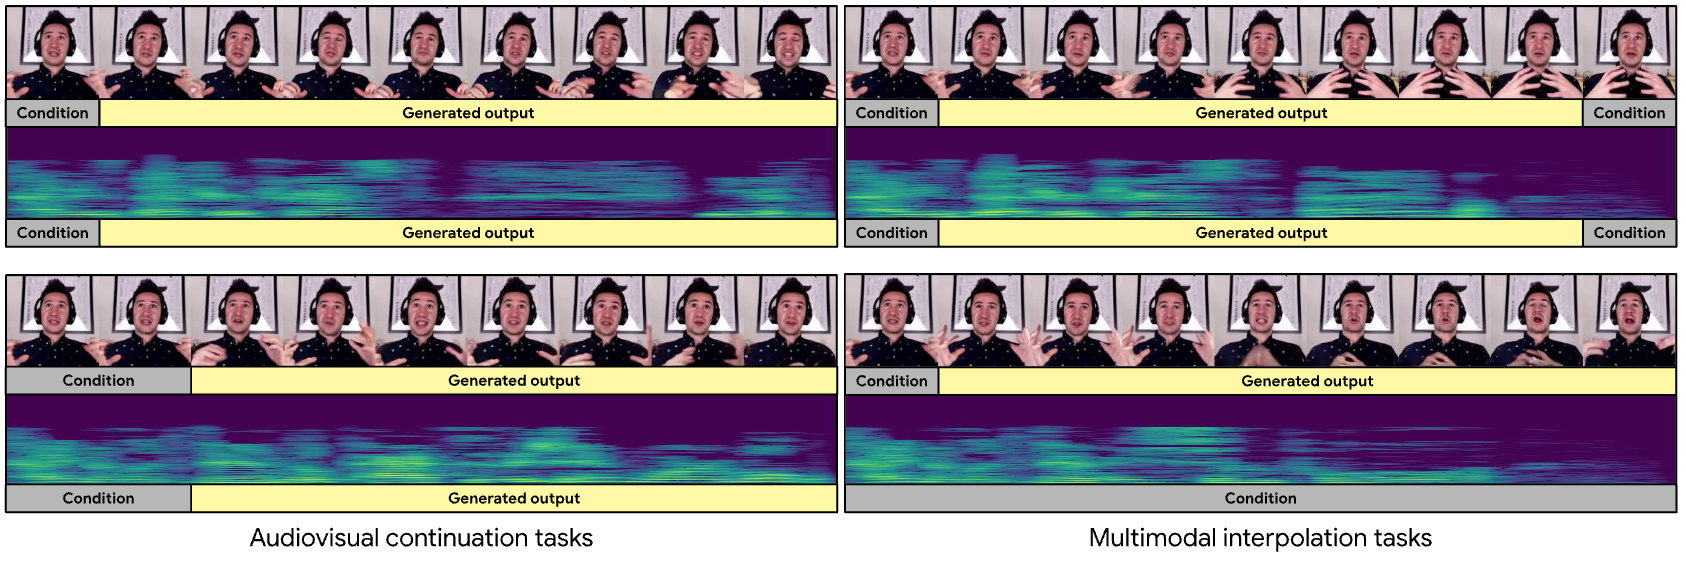 Condition Generated output
Condition Generated output Condition
Condition Generated output
Condition Generated output Condition
Condition Generated output
Condition Generated output
Condition Generated output
Condition
Audiovisual continuation tasks
Multimodal interpolation tasks